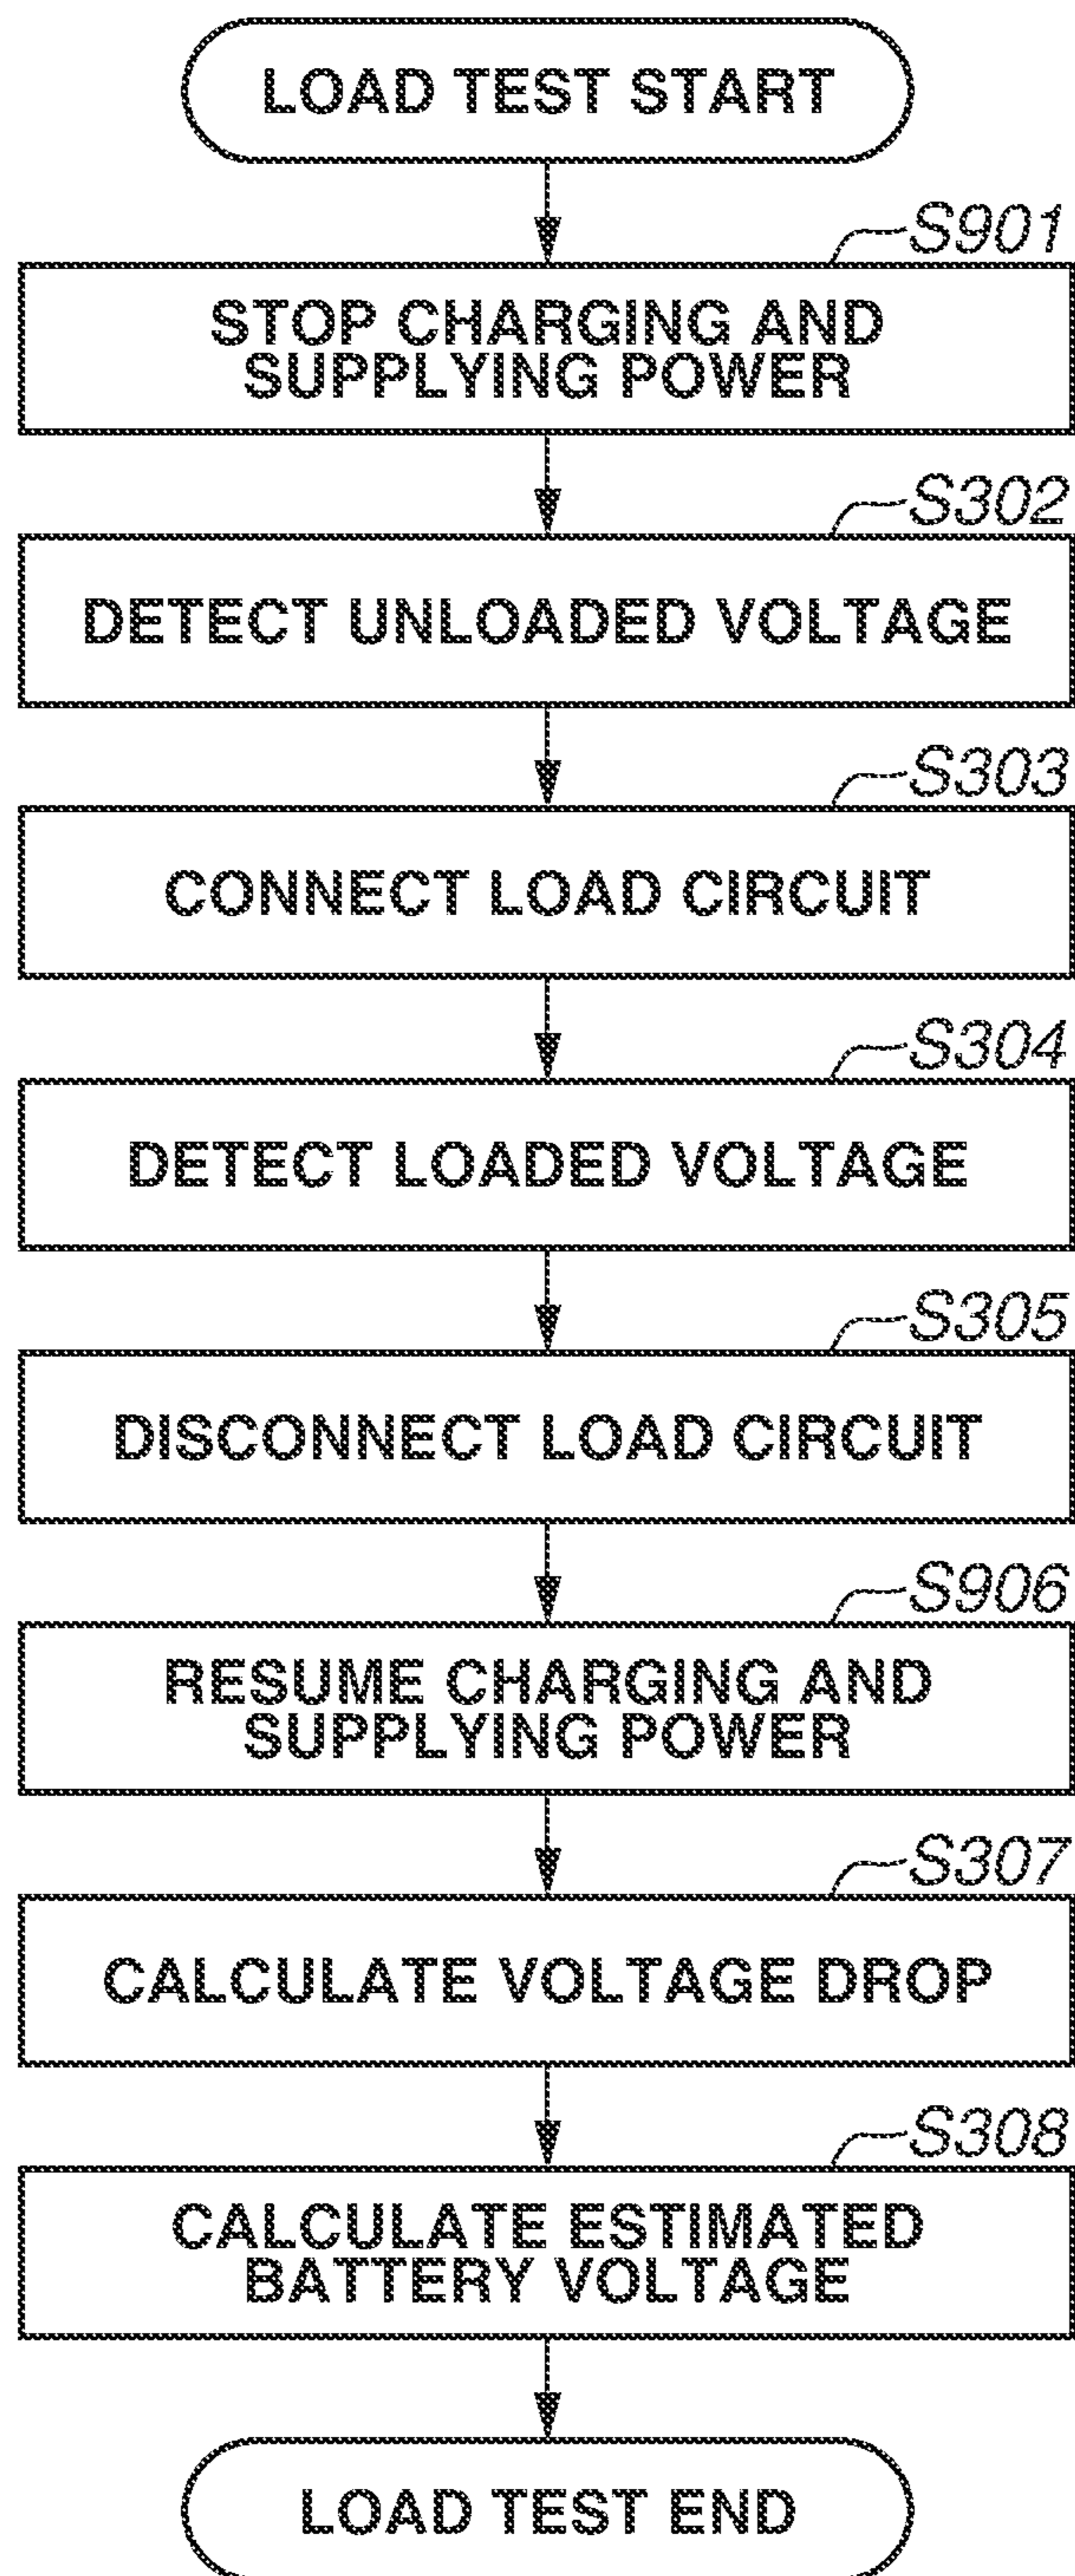 LOAD TEST START
S901
STOP CHARGING AND
SUPPLYING POWER
S302
DETECT UNLOADED VOLTAGE
S303
CONNECT LOAD CIRCUIT
S304
DETECT LOADED VOLTAGE
S305
DISCONNECT LOAD CIRCUIT
S906
RESUME CHARGING AND
SUPPLYING POWER
S307
CALCULATE VOLTAGE DROP
S308
CALCULATE ESTIMATED
BATTERY VOLTAGE
LOAD TEST END